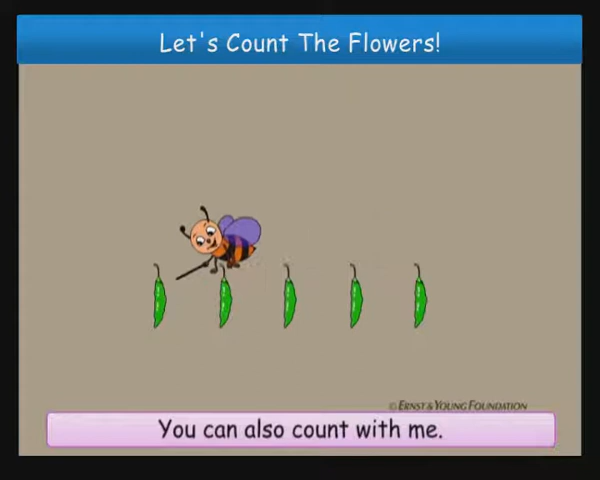 Let's Count The Flowers!
© ERNST & YOUNG FOUNDATION
You can also count with me.